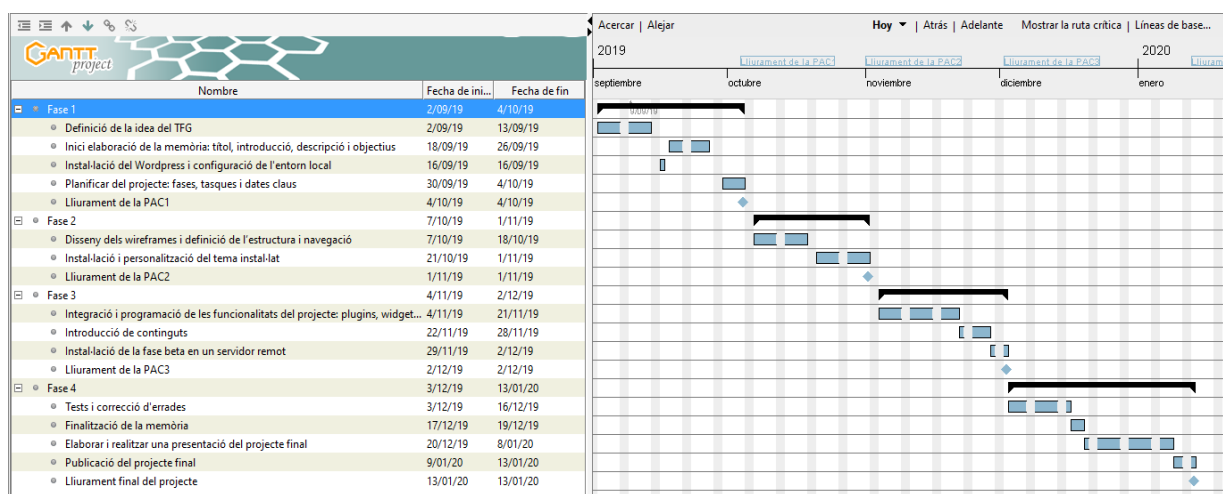 Acercar | Alejar
Hoy ▼ | Atrás | Adelante
Mostrar la ruta crítica | Líneas de base...
GANTT
project
2019
2020
Lliurament de la PAC1
Lliurament de la PAC2
Lliurament de la PAC3
Lliuram
septiembre
octubre
noviembre
diciembre
enero
Nombre Fecha de ini... Fecha de fin
Fase 1 2/09/19 4/10/19
Definició de la idea del TFG 2/09/19 13/09/19
Inici elaboració de la memòria: títol, introducció, descripció i objectius 18/09/19 26/09/19
Instal·lació del Wordpress i configuració de l'entorn local 16/09/19 16/09/19
Planificar del projecte: fases, tasques i dates claus 30/09/19 4/10/19
Lliurament de la PAC1 4/10/19 4/10/19
Fase 2 7/10/19 1/11/19
Disseny dels wireframes i definició de l'estructura i navegació 7/10/19 18/10/19
Instal·lació i personalització del tema instal·lat 21/10/19 1/11/19
Lliurament de la PAC2 1/11/19 1/11/19
Fase 3 4/11/19 2/12/19
Integració i programació de les funcionalitats del projecte: plugins, widget... 4/11/19 21/11/19
Introducció de continguts 22/11/19 28/11/19
Instal·lació de la fase beta en un servidor remot 29/11/19 2/12/19
Lliurament de la PAC3 2/12/19 2/12/19
Fase 4 3/12/19 13/01/20
Tests i correcció d'errades 3/12/19 16/12/19
Finalització de la memòria 17/12/19 19/12/19
Elaborar i realitzar una presentació del projecte final 20/12/19 8/01/20
Publicació del projecte final 9/01/20 13/01/20
Lliurament final del projecte 13/01/20 13/01/20